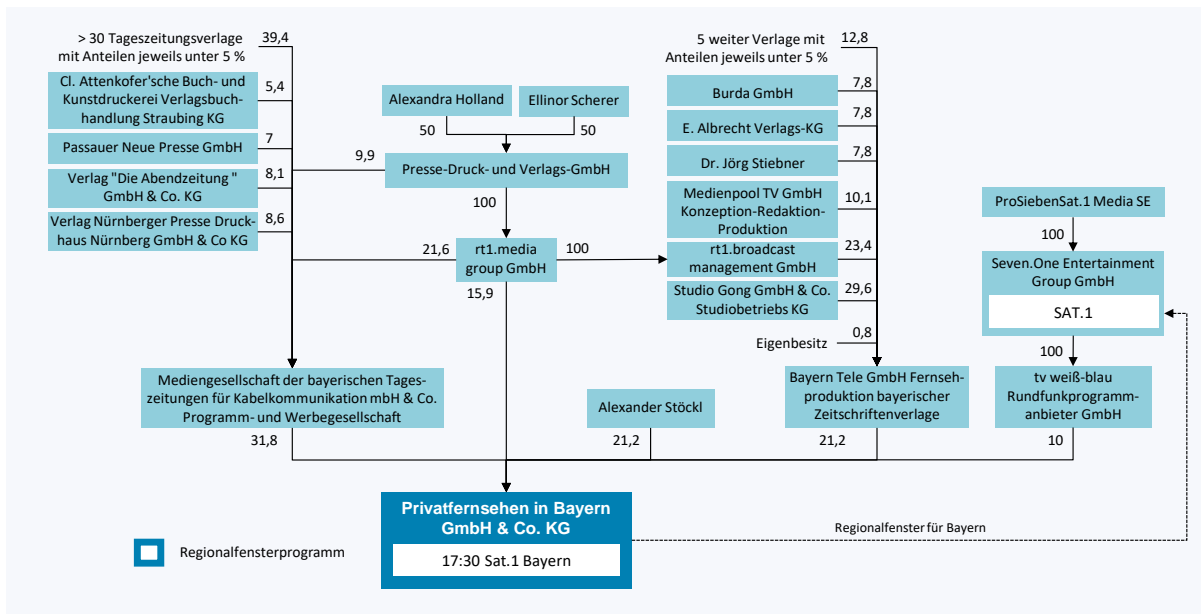 > 30 Tageszeitungsverlage
mit Anteilen jeweils unter 5 %
39,4
Cl. Attenkofer'sche Buch- und
Kunstdruckerei Verlagsbuch-
handlung Straubing KG
5,4
Passauer Neue Presse GmbH
7
Verlag "Die Abendzeitung "
GmbH & Co. KG
8,1
Verlag Nürnberger Presse Druck-
haus Nürnberg GmbH & Co KG
8,6
Alexandra Holland
Ellinor Scherer
50
50
9,9
Presse-Druck- und Verlags-GmbH
100
21,6
rt1.media
group GmbH
100
15,9
5 weiter Verlage mit
Anteilen jeweils unter 5 %
12,8
Burda GmbH
7,8
E. Albrecht Verlags-KG
7,8
Dr. Jörg Stiebner
7,8
Medienpool TV GmbH
Konzeption-Redaktion-
Produktion
10,1
rt1.broadcast
management GmbH
23,4
Studio Gong GmbH & Co.
Studiobetriebs KG
29,6
Eigenbesitz
0,8
ProSiebenSat.1 Media SE
100
Seven.One Entertainment
Group GmbH
SAT.1
100
Mediengesellschaft der bayerischen Tages-
zeitungen für Kabelkommunikation mbH & Co.
Programm- und Werbegesellschaft
31,8
Alexander Stöckl
21,2
Bayern Tele GmbH Fernseh-
produktion bayerischer
Zeitschriftenverlage
21,2
tv weiß-blau
Rundfunkprogramm-
anbieter GmbH
10
Privatfernsehen in Bayern
GmbH & Co. KG
17:30 Sat.1 Bayern
Regionalfenster für Bayern
Regionalfensterprogramm